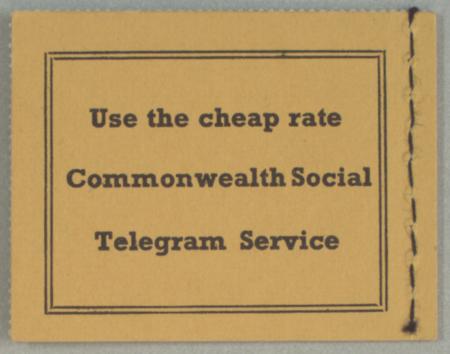 Use the cheap rate
Commonwealth Social
Telegram Service